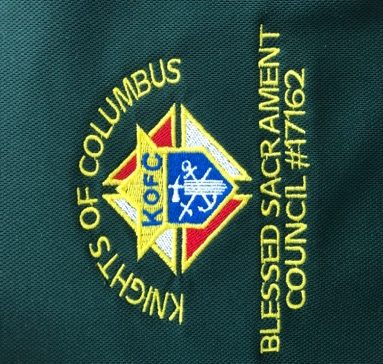 KNIGHTS OF COLUMBUS
KOFC
BLESSED SACRAMENT
COUNCIL #17162